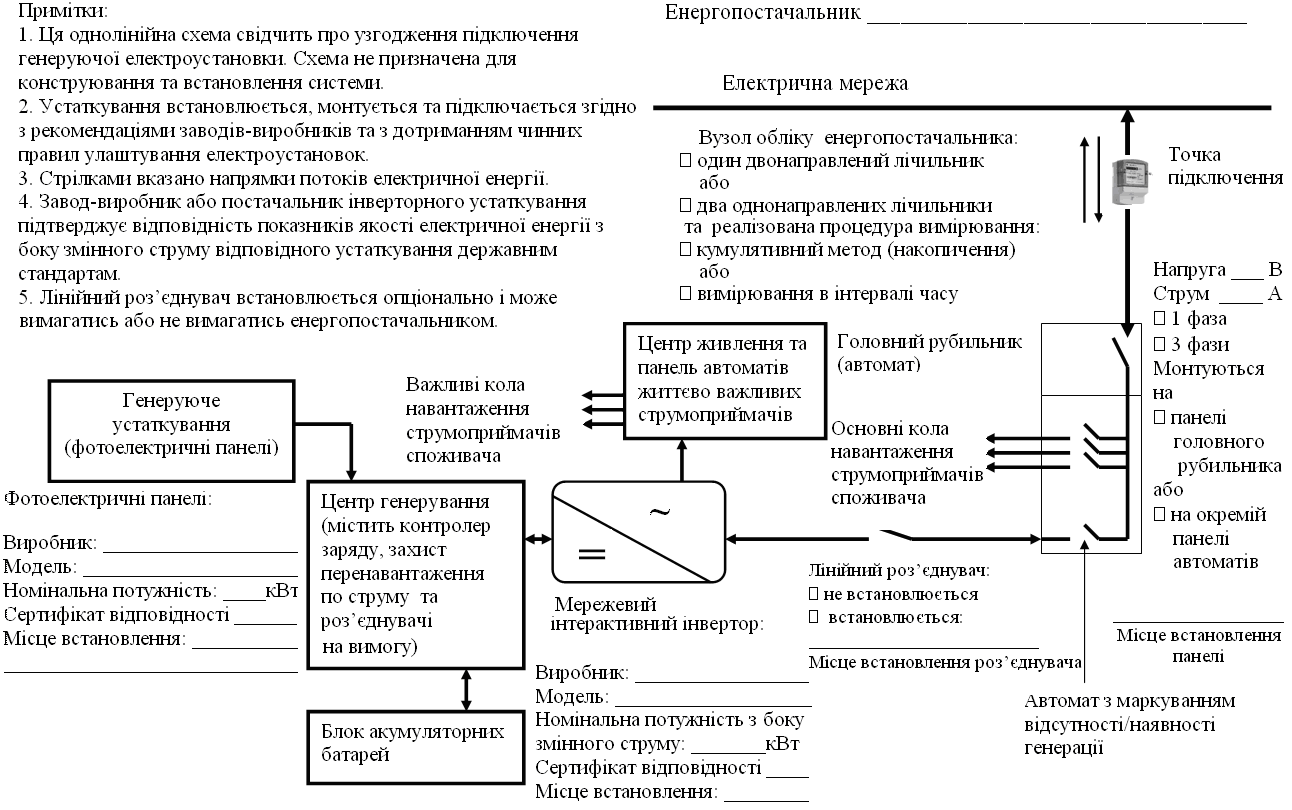 Примітки:
1. Ця однолінійна схема свідчить про узгодження підключення
генеруючої електроустановки. Схема не призначена для
конструювання та встановлення системи.
2. Устаткування встановлюється, монтується та підключається згідно
з рекомендаціями заводів-виробників та з дотриманням чинних
правил улаштування електроустановок.
3. Стрілками вказано напрямки потоків електричної енергії.
4. Завод-виробник або постачальник інверторного устаткування
підтверджує відповідність показників якості електричної енергії з
боку змінного струму відповідного устаткування державним
стандартам.
5. Лінійний роз’єднувач встановлюється опціонально і може
вимагатись або не вимагатись енергопостачальником.
Енергопостачальник ____________________________________
Електрична мережа
Вузол обліку енергопостачальника:
☐ один двонаправлений лічильник
або
☐ два однонаправлених лічильники
та реалізована процедура вимірювання:
☐ кумулятивний метод (накопичення)
або
☐ вимірювання в інтервалі часу
Точка
підключення
Напруга ___ В
Струм ____ А
☐ 1 фаза
☐ 3 фази
Монтуються
на
☐ панелі
головного
рубильника
або
☐ на окремій
панелі
автоматів
________________
Місце встановлення
панелі
Головний рубильник
(автомат)
Центр живлення та
панель автоматів
життєво важливих
струмоприймачів
Важливі кола
навантаження
струмоприймачів
споживача
Основні кола
навантаження
струмоприймачів
споживача
Генеруюче
устаткування
(фотоелектричні панелі)
Фотоелектричні панелі:
Виробник: ___________________
Модель: _____________________
Номінальна потужність: ____кВт
Сертифікат відповідності ______
Місце встановлення: __________
____________________________
Центр генерування
(містить контролер
заряду, захист
перенавантаження
по струму та
роз’єднувачі
на вимогу)
Блок акумуляторних
батарей
~
=
Мережевий
інтерактивний інвертор:
Виробник: _________________
Модель: _____________________
Номінальна потужність з боку
змінного струму: _______кВт
Сертифікат відповідності ____
Місце встановлення: ________
Лінійний роз’єднувач:
☐ не встановлюється
☐ встановлюється:
______________________
Місце встановлення роз’єднувача
Автомат з маркуванням
відсутності/наявності
генерації